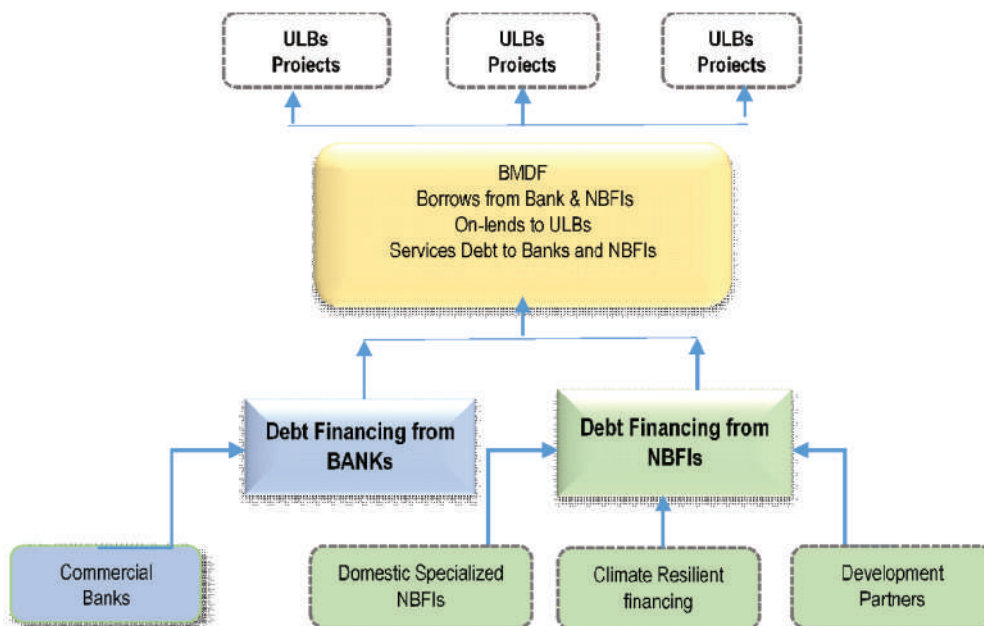 ULBs
Proiects
ULBs
Proiects
ULBs
Proiects
BMDF
Borrows from Bank & NBFIs
On-lends to ULBs
Services Debt to Banks and NBFIs
Debt Financing from
BANKs
Debt Financing from
NBFIs
Commercial
Banks
Domestic Specialized
NBFIs
Climate Resilient
financing
Development
Partners